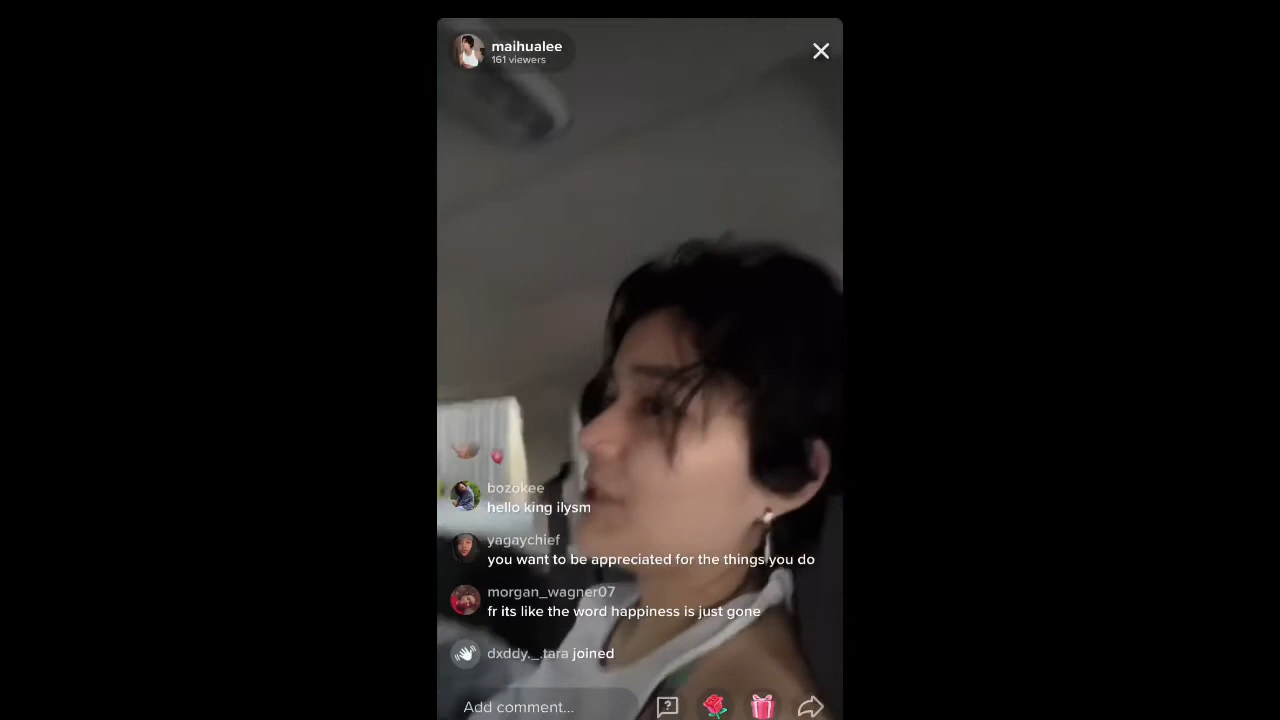 maihualee
161 viewers
bozokee
hello king ilysm
yagaychief
you want to be appreciated for the things you do
morgan_wagner07
fr its like the word happiness is just gone
dxddy._.tara joined
Add comment...
?